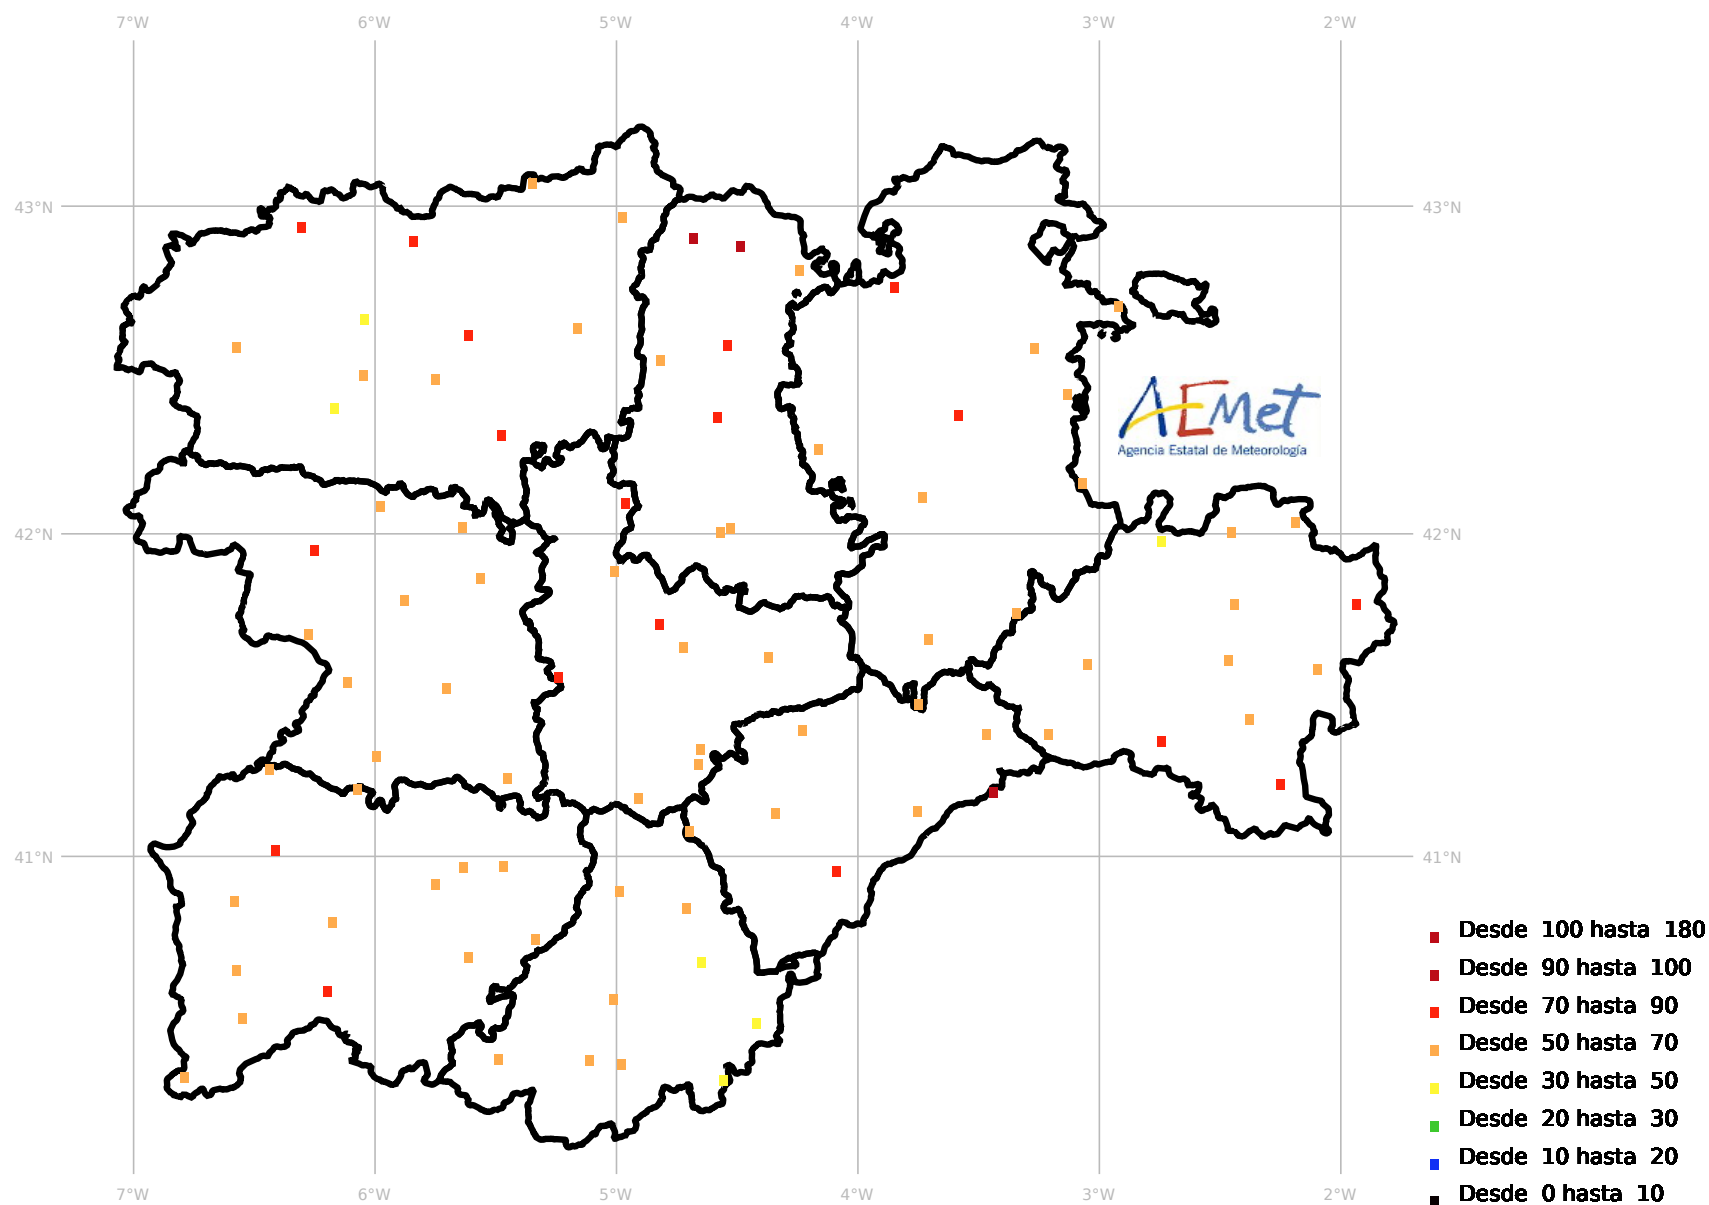 7°W 6°W 5°W 4°W 3°W 2°W
43°N 43°N
AEMet
Agencia Estatal de Meteorología
42°N 42°N
41°N 41°N
Desde 100 hasta 180
Desde 90 hasta 100
Desde 70 hasta 90
Desde 50 hasta 70
Desde 30 hasta 50
Desde 20 hasta 30
Desde 10 hasta 20
Desde 0 hasta 10
7°W 6°W 5°W 4°W 3°W 2°W